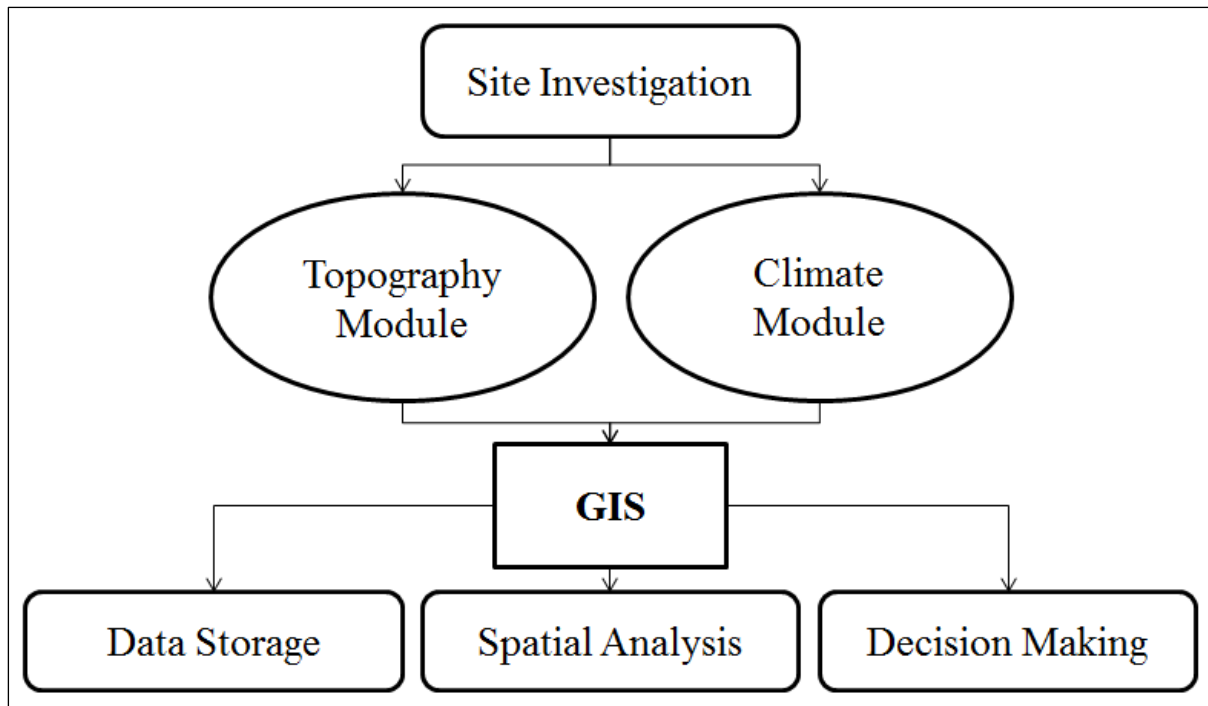 Site Investigation
Topography
Module
Climate
Module
GIS
Data Storage
Spatial Analysis
Decision Making